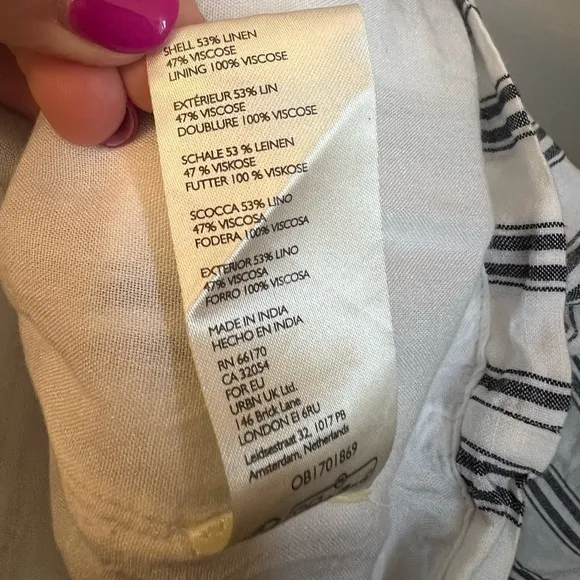 SHELL 53% LINEN
47% VISCOSE
LINING 100% VISCOSE
EXTÉRIEUR 53% LIN
47% VISCOSE
DOUBLURE 100% VISCOSE
SCHALE 53 % LEINEN
47 % VISKOSE
FUTTER 100 % VISKOSE
SCOCCA 53% LINO
47% VISCOSA
FODERA 100% VISCOSA
EXTERIOR 53% LINO
47% VISCOSA
FORRO 100% VISCOSA
MADE IN INDIA
HECHO EN INDIA
RN 66170
CA 32054
FOR EU
URBN UK Ltd.
146 Brick Lane
LONDON E1 6RU
Leidsestraat 32, 1017 PB
Amsterdam, Netherlands
OB1701869